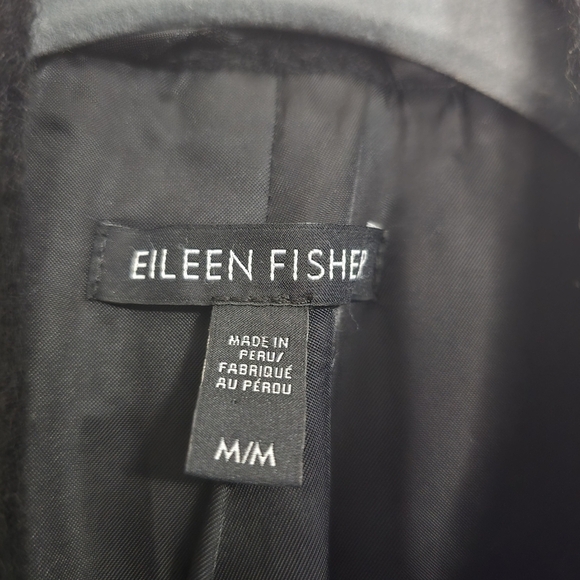 EILEEN FISHER
MADE IN
PERU/
FABRIQUÉ
AU PÉROU
M/M